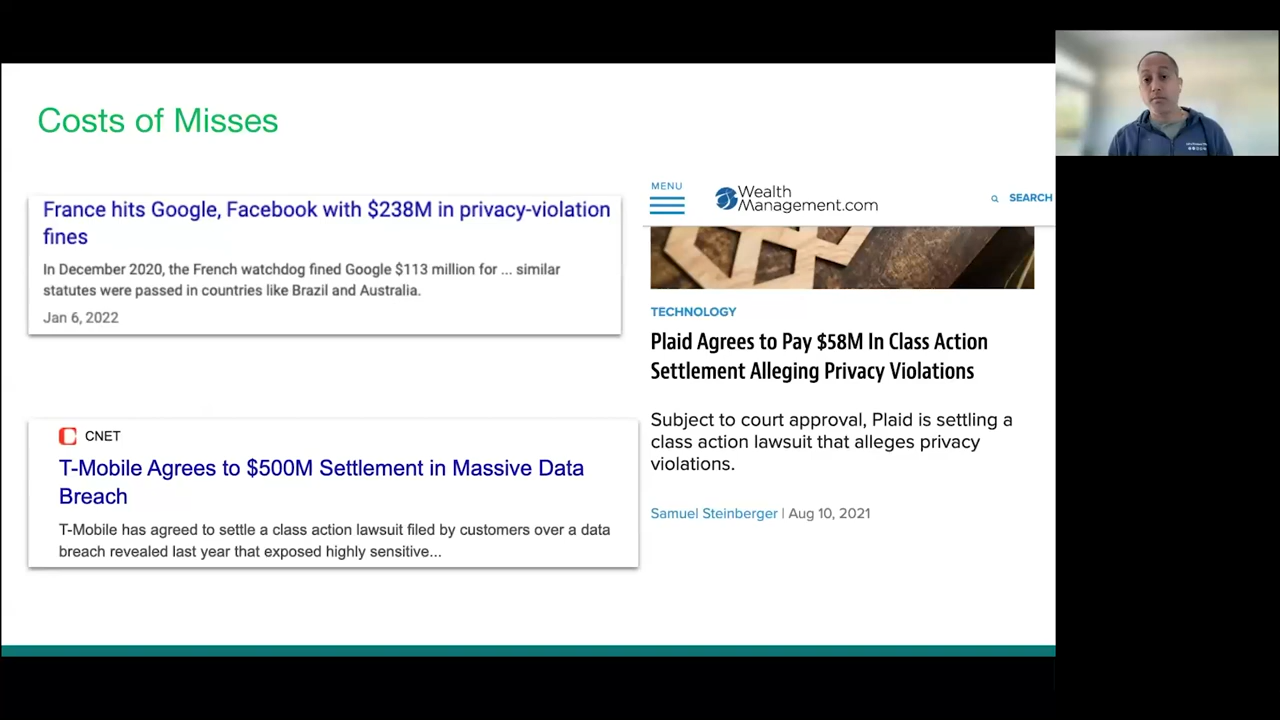 Costs of Misses
France hits Google, Facebook with $238M in privacy-violation
fines
In December 2020, the French watchdog fined Google $113 million for ... similar
statutes were passed in countries like Brazil and Australia.
Jan 6, 2022
CNET
T-Mobile Agrees to $500M Settlement in Massive Data
Breach
T-Mobile has agreed to settle a class action lawsuit filed by customers over a data
breach revealed last year that exposed highly sensitive...
MENU
Wealth
Management.com
SEARCH
TECHNOLOGY
Plaid Agrees to Pay $58M In Class Action
Settlement Alleging Privacy Violations
Subject to court approval, Plaid is settling a
class action lawsuit that alleges privacy
violations.
Samuel Steinberger | Aug 10, 2021